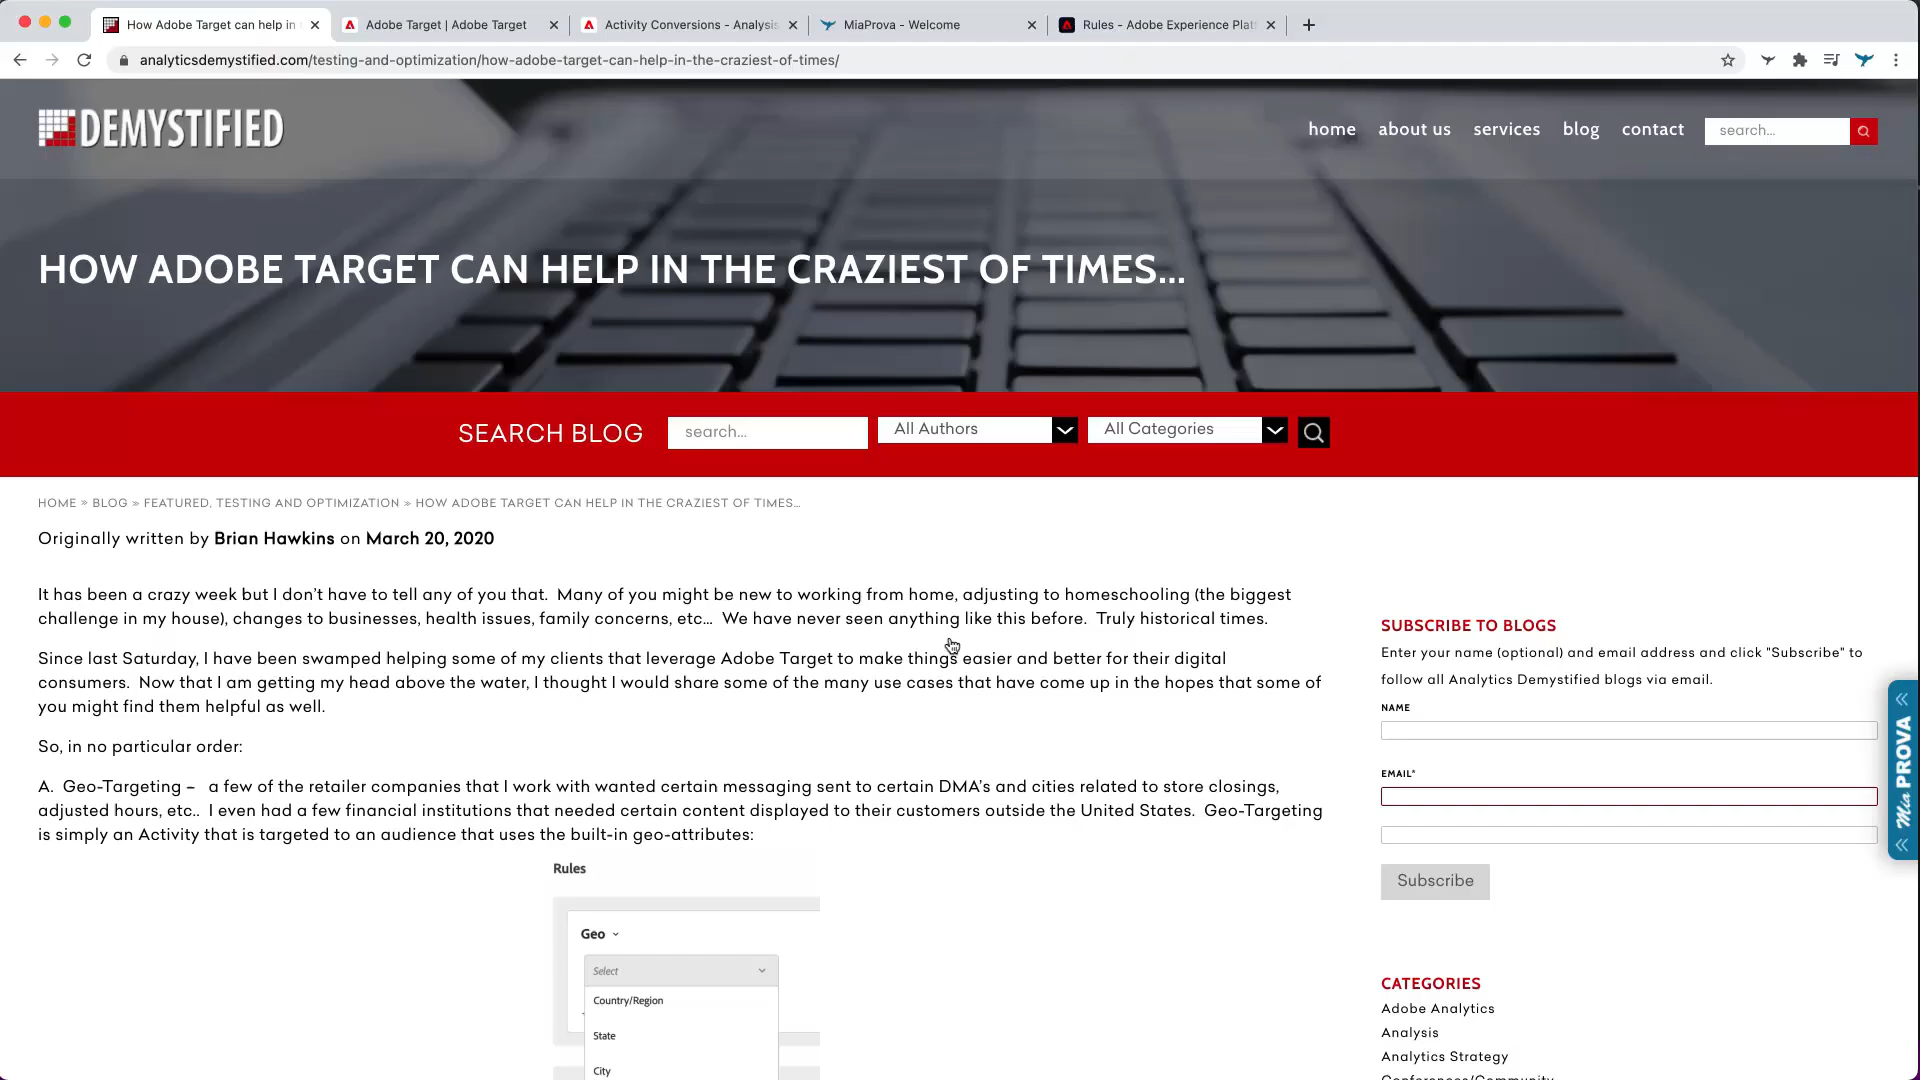 How Adobe Target can help in
Adobe Target | Adobe Target
Activity Conversions - Analysis
MiaProva - Welcome
Rules - Adobe Experience Plat
analyticsdemystified.com/testing-and-optimization/how-adobe-target-can-help-in-the-craziest-of-times/
DEMYSTIFIED
home about us services blog contact search...
HOW ADOBE TARGET CAN HELP IN THE CRAZIEST OF TIMES...
SEARCH BLOG search... All Authors All Categories
HOME » BLOG » FEATURED, TESTING AND OPTIMIZATION » HOW ADOBE TARGET CAN HELP IN THE CRAZIEST OF TIMES...
Originally written by Brian Hawkins on March 20, 2020
It has been a crazy week but I don't have to tell any of you that. Many of you might be new to working from home, adjusting to homeschooling (the biggest
challenge in my house), changes to businesses, health issues, family concerns, etc... We have never seen anything like this before. Truly historical times.
Since last Saturday, I have been swamped helping some of my clients that leverage Adobe Target to make things easier and better for their digital
consumers. Now that I am getting my head above the water, I thought I would share some of the many use cases that have come up in the hopes that some of
you might find them helpful as well.
So, in no particular order:
A. Geo-Targeting – a few of the retailer companies that I work with wanted certain messaging sent to certain DMA's and cities related to store closings,
adjusted hours, etc.. I even had a few financial institutions that needed certain content displayed to their customers outside the United States. Geo-Targeting
is simply an Activity that is targeted to an audience that uses the built-in geo-attributes:
Rules
Geo
Select
Country/Region
State
City
SUBSCRIBE TO BLOGS
Enter your name (optional) and email address and click "Subscribe" to
follow all Analytics Demystified blogs via email.
NAME
EMAIL*
Subscribe
CATEGORIES
Adobe Analytics
Analysis
Analytics Strategy
Conferences/Community
Mia PROVA